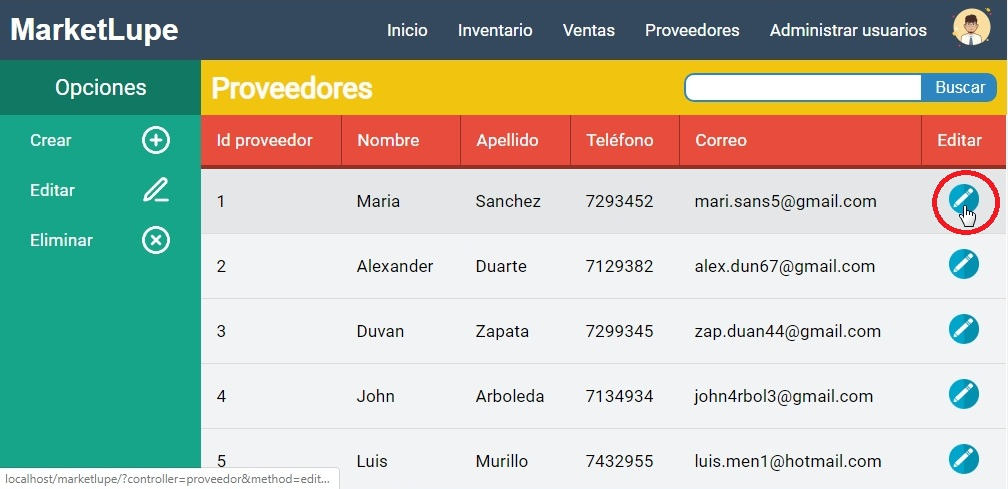 MarketLupe Inicio Inventario Ventas Proveedores Administrar usuarios
Opciones
Crear
Editar
Eliminar
Proveedores Buscar
Id proveedor Nombre Apellido Teléfono Correo Editar
1 Maria Sanchez 7293452 mari.sans5@gmail.com
2 Alexander Duarte 7129382 alex.dun67@gmail.com
3 Duvan Zapata 7299345 zap.duan44@gmail.com
4 John Arboleda 7134934 john4rbol3@gmail.com
5 Luis Murillo 7432955 luis.men1@hotmail.com
localhost/marketlupe/?controller=proveedor&method=edit...